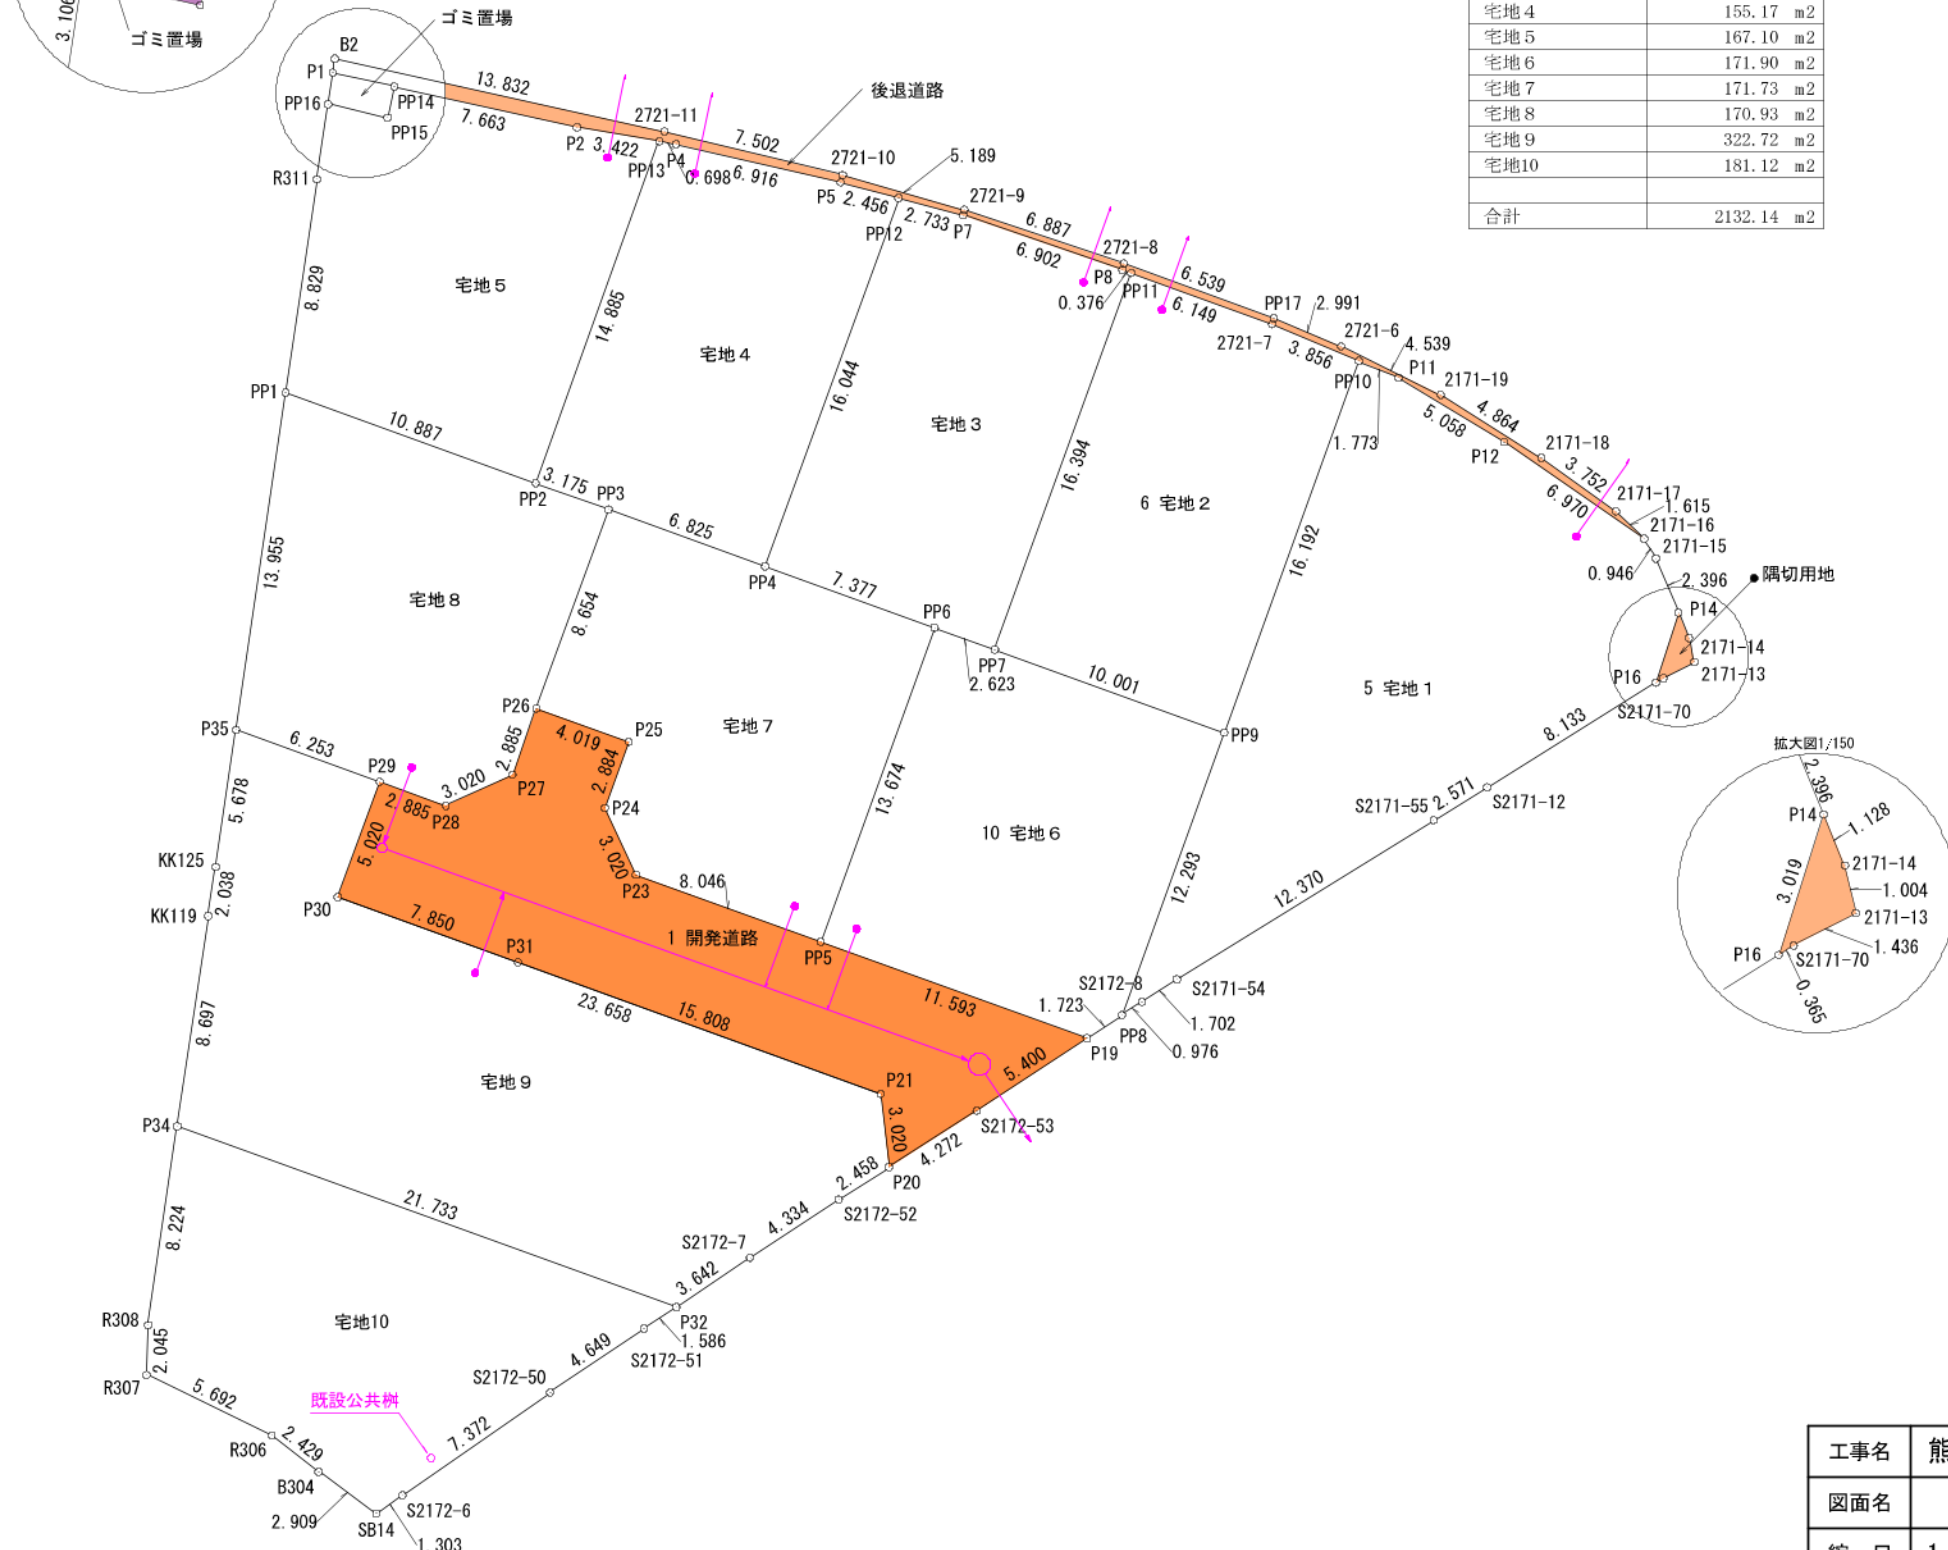 3.106
ゴミ置場
ゴミ置場
B2
P1
PP16
PP14
PP15
13.832
7.663
R311
P2
3.422
2721-11
PP13
P4
0.698
7.502
6.916
後退道路
2721-10
P5
2.456
5.189
PP12
2.733
2721-9
P7
6.887
6.902
2721-8
P8
0.376
PP11
6.539
6.149
PP17
2.991
2721-7
3.856
2721-6
4.539
PP10
P11
1.773
2171-19
4.864
5.058
P12
2171-18
3.752
6.970
2171-17
1.615
2171-16
2171-15
0.946
2.396
隅切用地
P14
2171-14
2171-13
P16
S2171-70
宅地4 155.17 m2
宅地5 167.10 m2
宅地6 171.90 m2
宅地7 171.73 m2
宅地8 170.93 m2
宅地9 322.72 m2
宅地10 181.12 m2
合計 2132.14 m2
8.829
宅地5
14.885
宅地4
16.044
宅地3
16.394
6 宅地2
16.192
PP1
10.887
PP2
3.175
PP3
6.825
PP4
7.377
PP6
2.623
PP7
10.001
PP9
5 宅地1
8.133
13.955
宅地8
8.654
宅地7
13.674
10 宅地6
12.293
P35
6.253
P29
2.885
P28
3.020
P27
2.885
P26
4.019
P25
2.884
P24
3.020
P23
8.046
5.678
5.020
KK125
2.038
KK119
P30
7.850
P31
1 開発道路
PP5
11.593
23.658
15.808
S2171-55
2.571
S2171-12
12.370
S2171-54
1.702
S2172-8
0.976
PP8
1.723
P19
5.400
S2172-53
4.272
P21
3.020
P20
2.458
S2172-52
4.334
S2172-7
3.642
P32
1.586
S2172-51
4.649
S2172-50
7.372
8.697
宅地9
P34
21.733
8.224
宅地10
R308
2.045
R307
5.692
R306
2.429
B304
2.909
SB14
S2172-6
1.303
既設公共桝
拡大図1/150
2.396
P14
1.128
2171-14
1.004
2171-13
3.019
1.436
P16
S2171-70
0.365
工事名
図面名